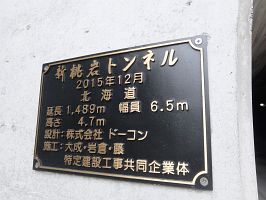 新桃岩トンネル
2015年12月
北海道
延長 1,489m 幅員 6.5m
高さ 4.7m
設計：株式会社 ドーコン
施工：大成・岩倉・藤
特定建設工事共同企業体